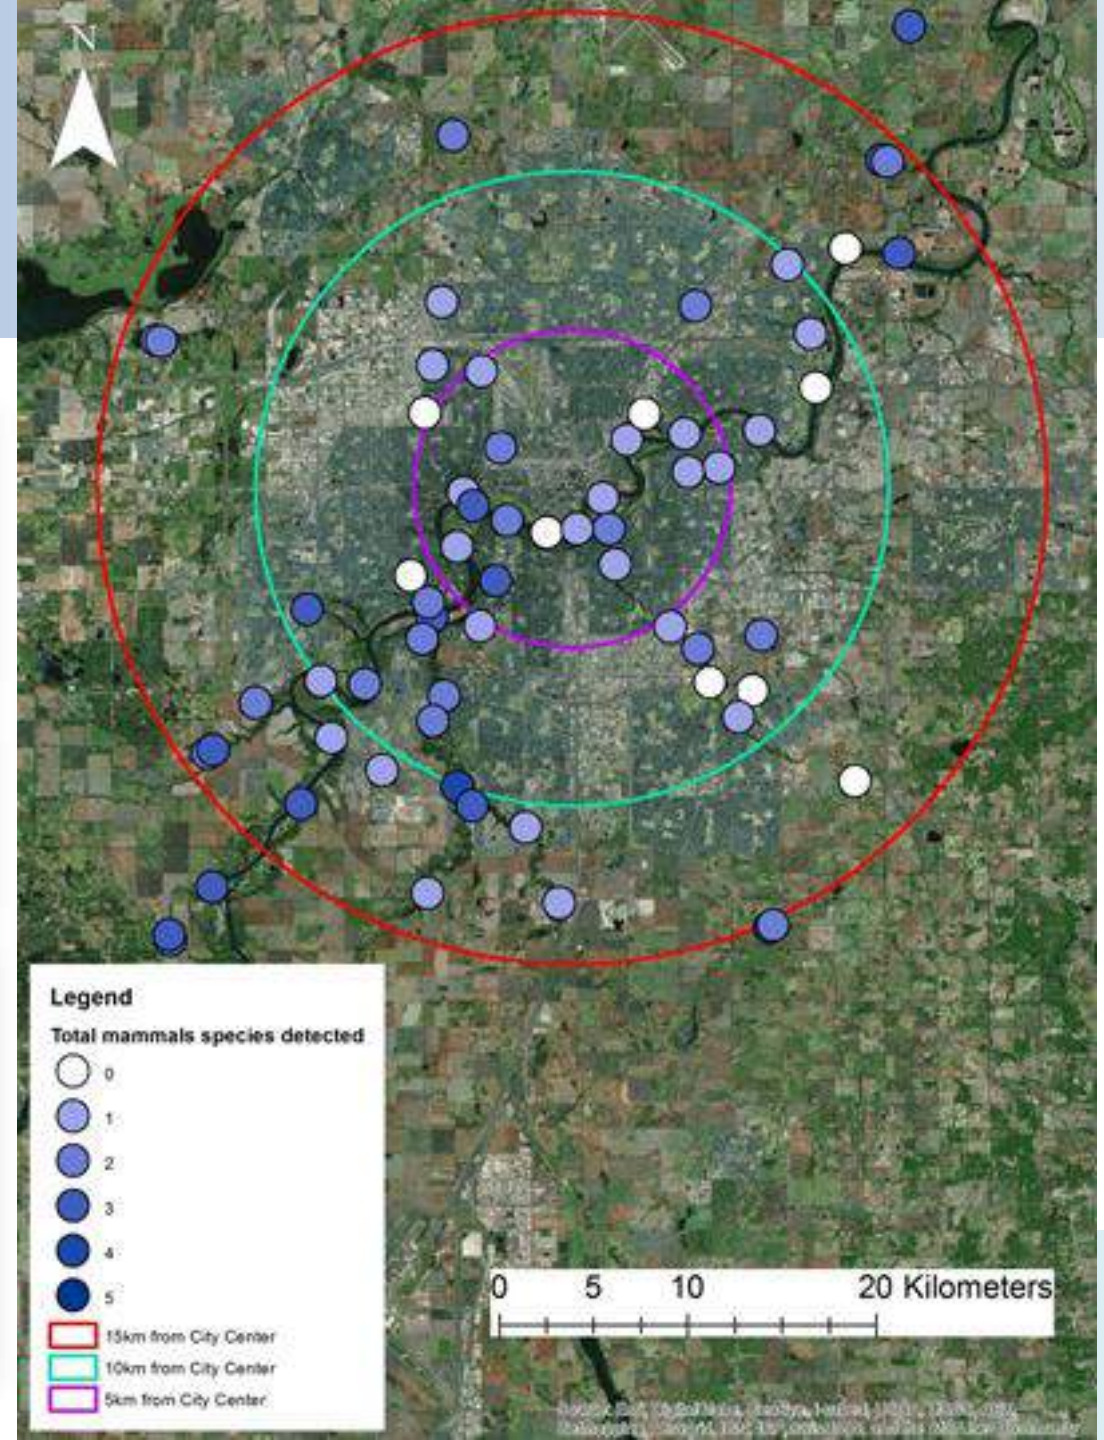 N
Legend
Total mammals species detected
0
1
2
3
4
5
15km from City Center
10km from City Center
5km from City Center
0 5 10 20 Kilometers